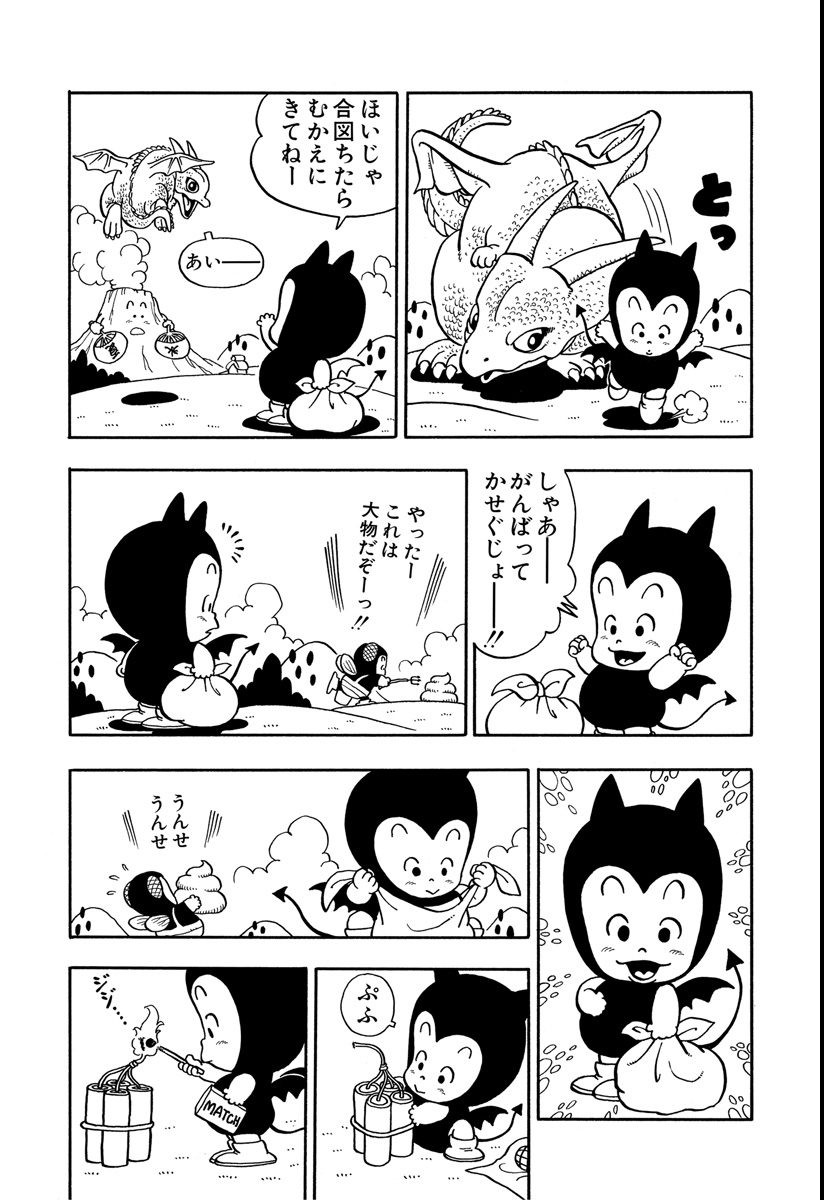 とっ
ほいじゃ
合図ちたら
むかえに
きてねー
あい――
氷
しゃあ――
がんばって
かせぐじょ
――!!
やったー
これは
大物だぞーっ!!
うんせ
うんせ
ぷふ
ジジ…
MATCH